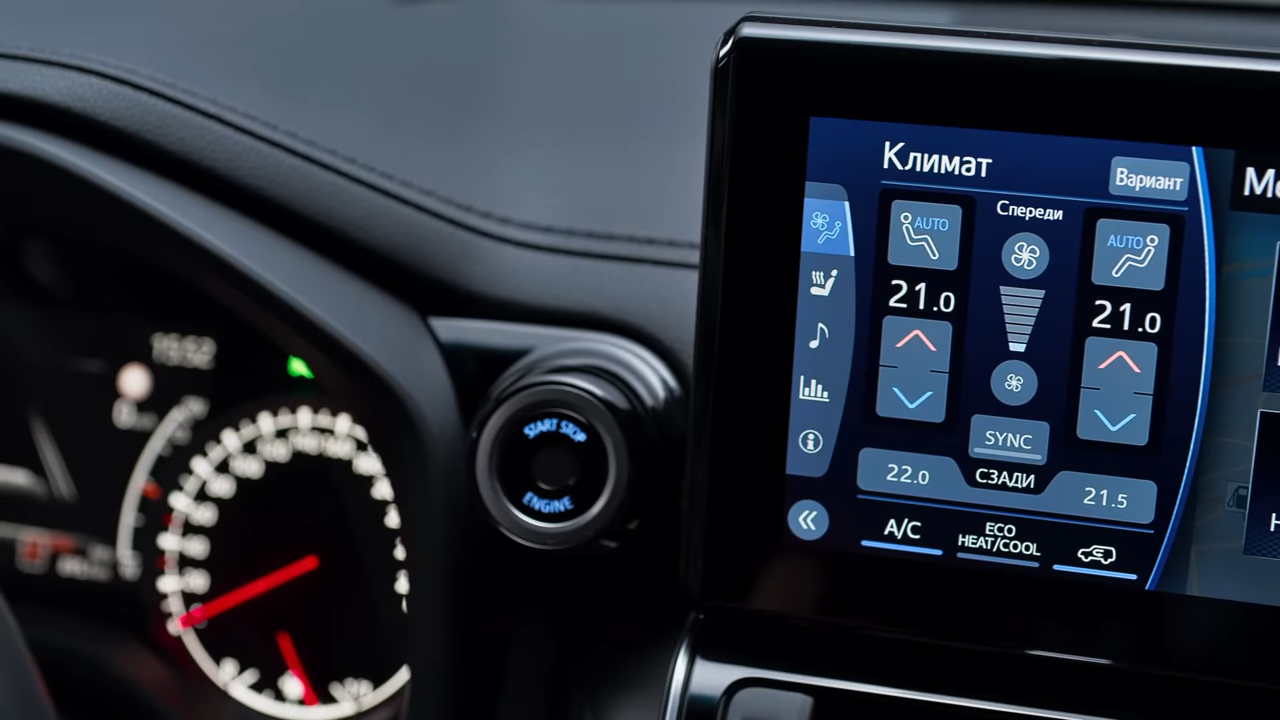 Климат
Вариант
AUTO
Спереди
AUTO
21.0
21.0
SYNC
22.0
СЗАДИ
21.5
A/C
ECO
HEAT/COOL
START STOP
ENGINE